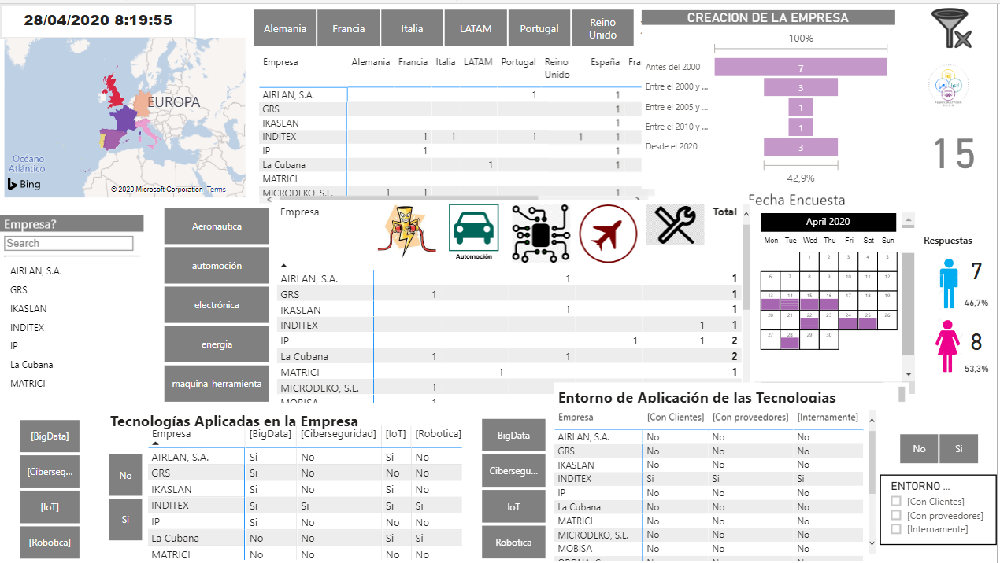 28/04/2020 8:19:55
EUROPA
Océano
Atlántico
Bing
© 2020 Microsoft Corporation Terms
Alemania Francia Italia LATAM Portugal Reino Unido
Empresa Alemania Francia Italia LATAM Portugal Reino Unido España Fra
AIRLAN, S.A. 1 1
GRS 1
IKASLAN 1
INDITEX 1 1 1 1 1
IP 1 1
La Cubana 1 1
MATRICI
MICRODEKO, S.L. 1 1 1
CREACION DE LA EMPRESA
100%
Antes del 2000 7
Entre el 2000 y ... 3
Entre el 2005 y ... 1
Entre el 2010 y ... 1
Desde el 2020 3
42,9%
15
Empresa?
Search
AIRLAN, S.A.
GRS
IKASLAN
INDITEX
IP
La Cubana
MATRICI
Aeronautica
automoción
electrónica
energia
maquina_herramienta
Empresa Total
Automoción
AIRLAN, S.A. 1 1
GRS 1 1
IKASLAN 1 1
INDITEX 1 1
IP 1 1 2
La Cubana 1 1 2
MATRICI 1 1
MICRODEKO, S.L. 1
MOBISA 1
Fecha Encuesta
April 2020
Mon Tue Wed Thu Fri Sat Sun
1 2 3 4 5
6 7 8 9 10 11 12
13 14 15 16 17 18 19
20 21 22 23 24 25 26
27 28 29 30
Respuestas
7
46,7%
8
53,3%
[BigData]
[Ciberseg...
[IoT]
[Robotica]
Tecnologías Aplicadas en la Empresa
No
Si
Empresa [BigData] [Ciberseguridad] [IoT] [Robotica]
AIRLAN, S.A. Si No Si No
GRS Si No No No
IKASLAN Si No Si No
INDITEX Si Si Si Si
IP Si No No No
La Cubana No No Si Si
MATRICI No No No No
BigData
Cibersegu...
IoT
Robotica
Entorno de Aplicación de las Tecnologias
Empresa [Con Clientes] [Con proveedores] [Internamente]
AIRLAN, S.A. No No No
GRS No No No
IKASLAN No No No
INDITEX Si Si Si
IP No No No
La Cubana No No No
MATRICI No No No
MICRODEKO, S.L. No No No
MOBISA No No No
No Si
ENTORNO ...
[Con Clientes]
[Con proveedores]
[Internamente]